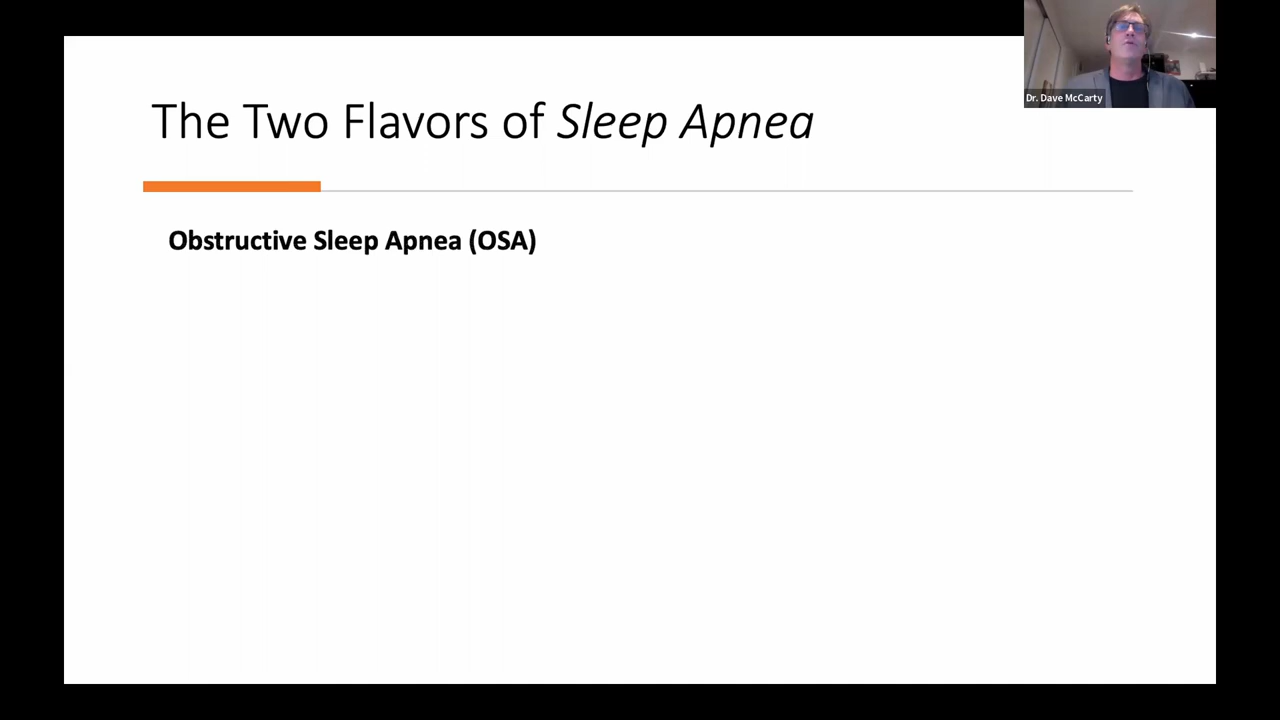 The Two Flavors of Sleep Apnea
Dr. Dave McCarty
Obstructive Sleep Apnea (OSA)